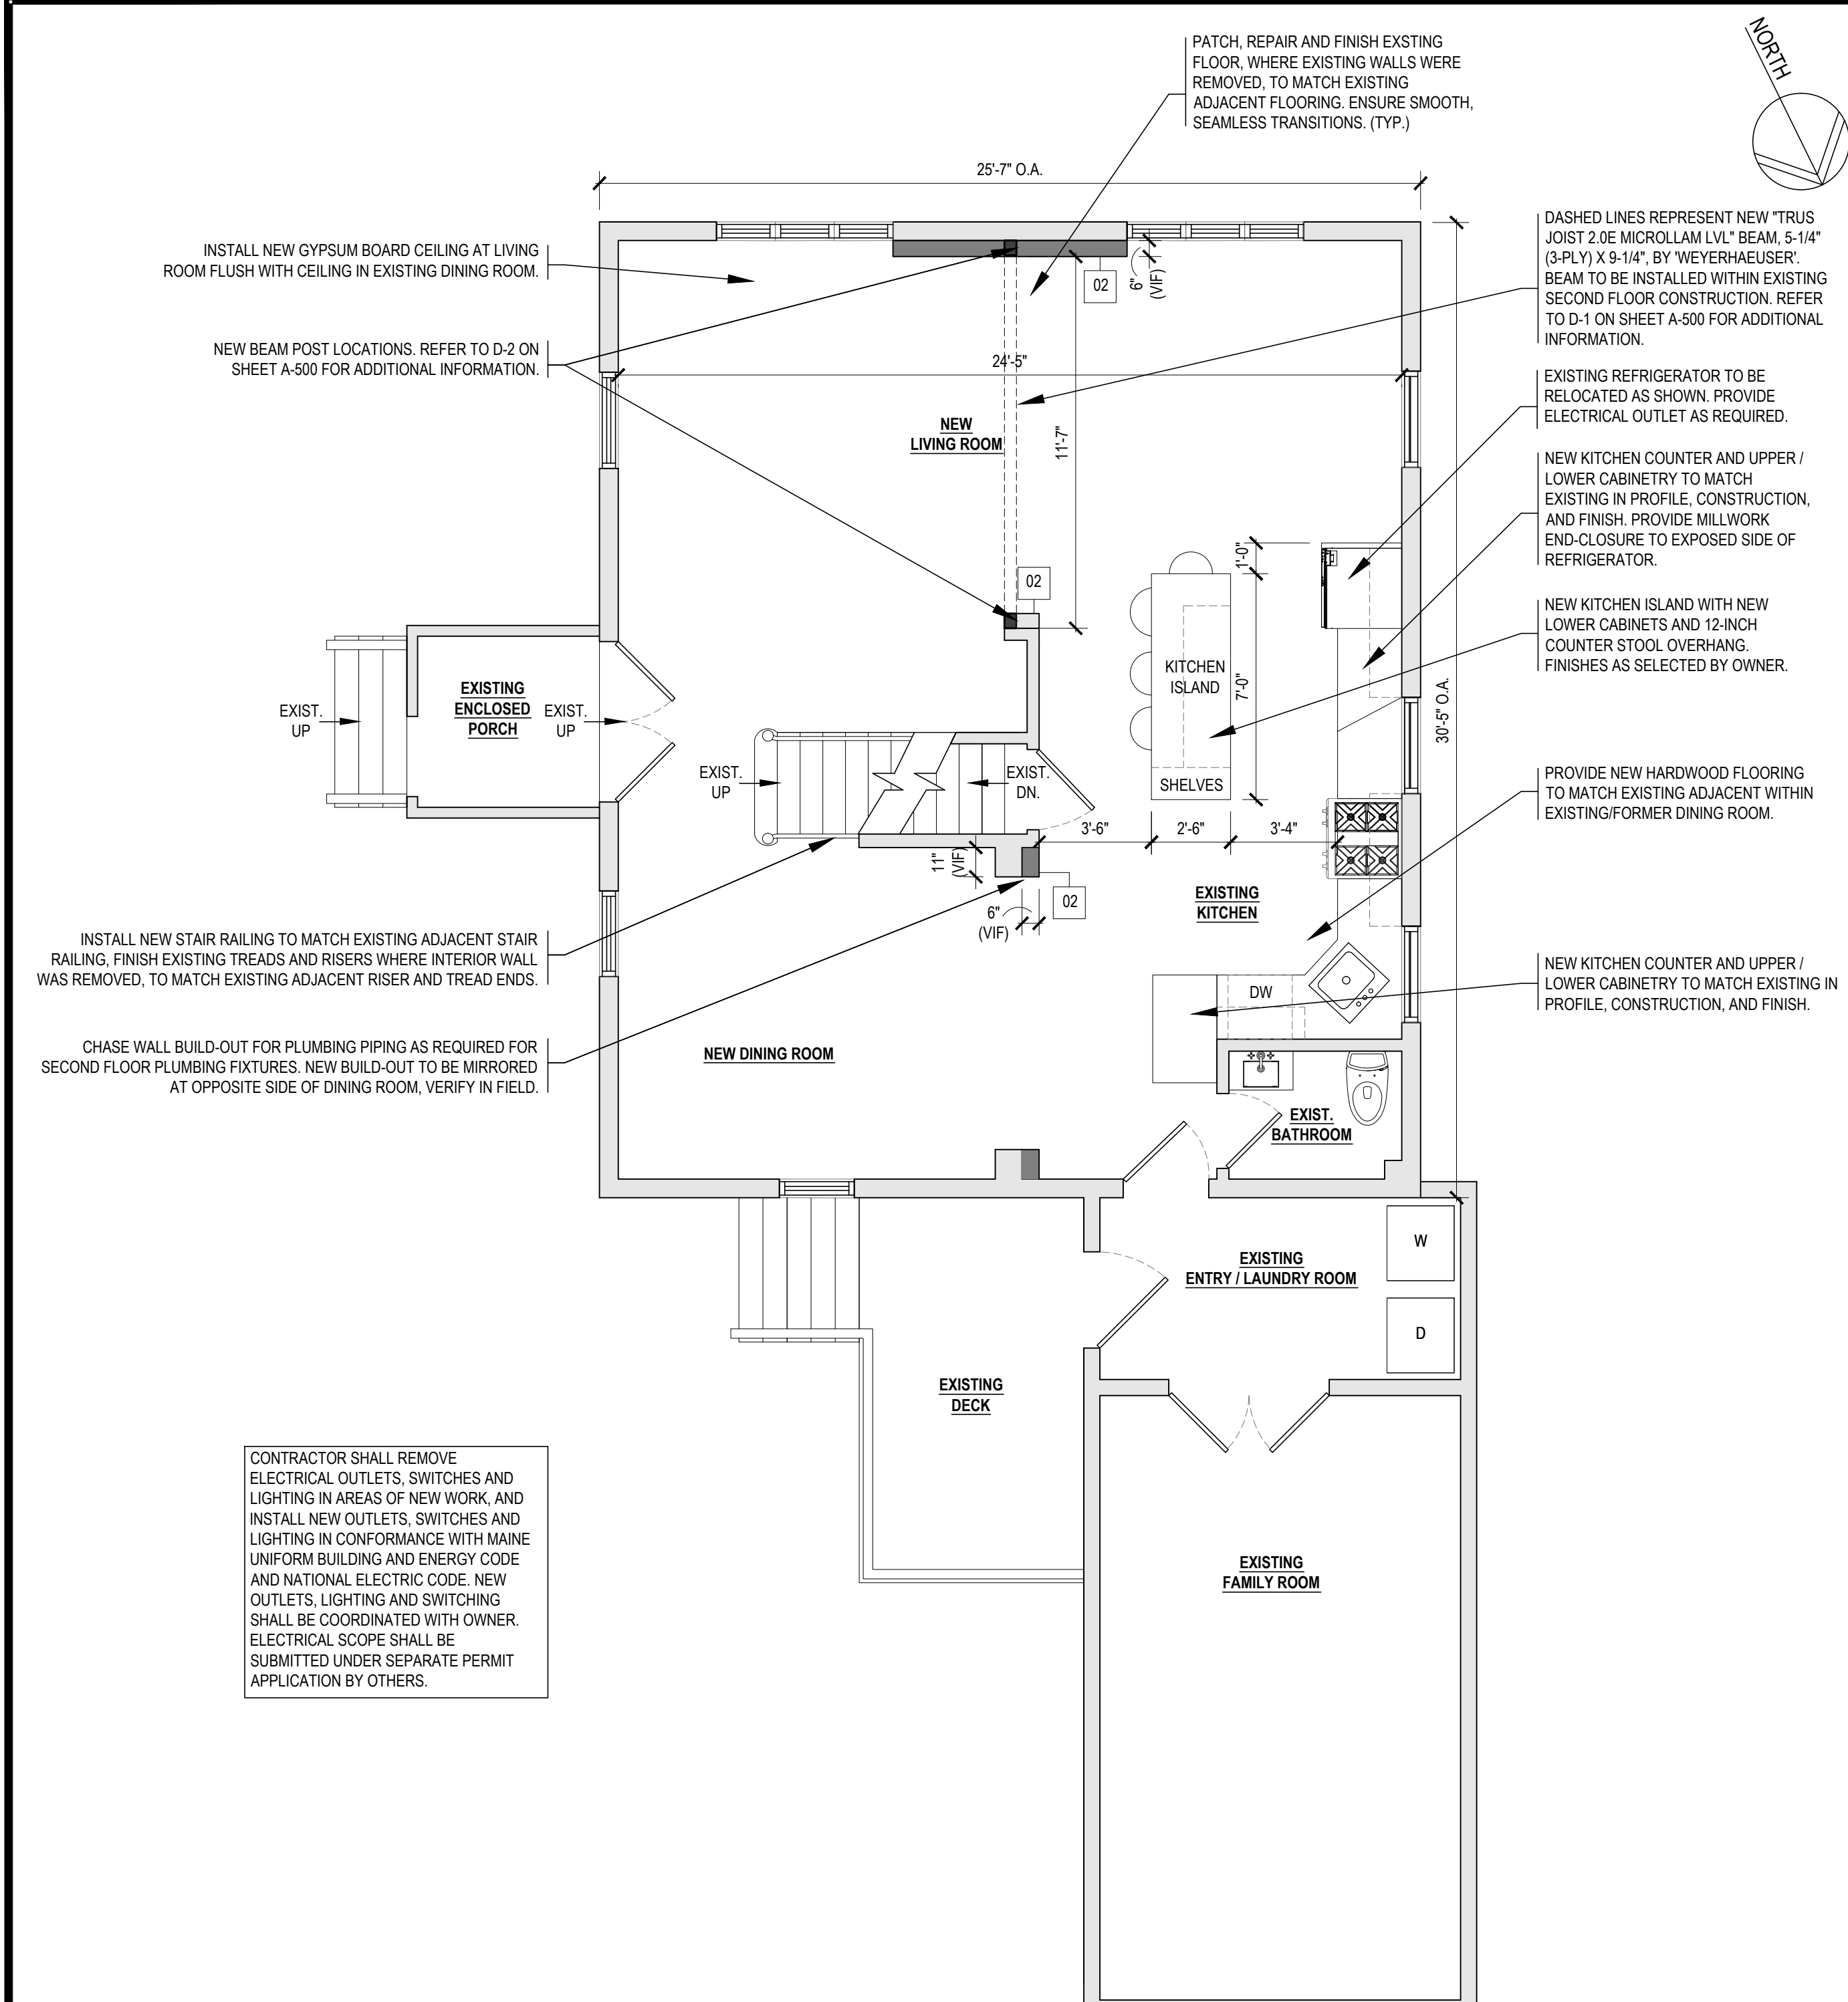 NORTH
PATCH, REPAIR AND FINISH EXSTING
FLOOR, WHERE EXISTING WALLS WERE
REMOVED, TO MATCH EXISTING
ADJACENT FLOORING. ENSURE SMOOTH,
SEAMLESS TRANSITIONS. (TYP.)
25'-7" O.A.
INSTALL NEW GYPSUM BOARD CEILING AT LIVING
ROOM FLUSH WITH CEILING IN EXISTING DINING ROOM.
02
6"
(VIF)
DASHED LINES REPRESENT NEW "TRUS
JOIST 2.0E MICROLLAM LVL" BEAM, 5-1/4"
(3-PLY) X 9-1/4", BY 'WEYERHAEUSER'.
BEAM TO BE INSTALLED WITHIN EXISTING
SECOND FLOOR CONSTRUCTION. REFER
TO D-1 ON SHEET A-500 FOR ADDITIONAL
INFORMATION.
NEW BEAM POST LOCATIONS. REFER TO D-2 ON
SHEET A-500 FOR ADDITIONAL INFORMATION.
24'-5"
EXISTING REFRIGERATOR TO BE
RELOCATED AS SHOWN. PROVIDE
ELECTRICAL OUTLET AS REQUIRED.
NEW
LIVING ROOM
11'-7"
NEW KITCHEN COUNTER AND UPPER /
LOWER CABINETRY TO MATCH
EXISTING IN PROFILE, CONSTRUCTION,
AND FINISH. PROVIDE MILLWORK
END-CLOSURE TO EXPOSED SIDE OF
REFRIGERATOR.
1'-0"
02
NEW KITCHEN ISLAND WITH NEW
LOWER CABINETS AND 12-INCH
COUNTER STOOL OVERHANG.
FINISHES AS SELECTED BY OWNER.
KITCHEN
ISLAND
7'-0"
30'-5" O.A.
EXISTING
ENCLOSED
PORCH
EXIST.
UP
EXIST.
UP
EXIST.
UP
EXIST.
DN.
SHELVES
PROVIDE NEW HARDWOOD FLOORING
TO MATCH EXISTING ADJACENT WITHIN
EXISTING/FORMER DINING ROOM.
3'-6"
2'-6"
3'-4"
11"
(VIF)
02
6"
(VIF)
EXISTING
KITCHEN
INSTALL NEW STAIR RAILING TO MATCH EXISTING ADJACENT STAIR
RAILING, FINISH EXISTING TREADS AND RISERS WHERE INTERIOR WALL
WAS REMOVED, TO MATCH EXISTING ADJACENT RISER AND TREAD ENDS.
NEW KITCHEN COUNTER AND UPPER /
LOWER CABINETRY TO MATCH EXISTING IN
PROFILE, CONSTRUCTION, AND FINISH.
DW
CHASE WALL BUILD-OUT FOR PLUMBING PIPING AS REQUIRED FOR
SECOND FLOOR PLUMBING FIXTURES. NEW BUILD-OUT TO BE MIRRORED
AT OPPOSITE SIDE OF DINING ROOM, VERIFY IN FIELD.
NEW DINING ROOM
EXIST.
BATHROOM
W
EXISTING
ENTRY / LAUNDRY ROOM
D
EXISTING
DECK
CONTRACTOR SHALL REMOVE
ELECTRICAL OUTLETS, SWITCHES AND
LIGHTING IN AREAS OF NEW WORK, AND
INSTALL NEW OUTLETS, SWITCHES AND
LIGHTING IN CONFORMANCE WITH MAINE
UNIFORM BUILDING AND ENERGY CODE
AND NATIONAL ELECTRIC CODE. NEW
OUTLETS, LIGHTING AND SWITCHING
SHALL BE COORDINATED WITH OWNER.
ELECTRICAL SCOPE SHALL BE
SUBMITTED UNDER SEPARATE PERMIT
APPLICATION BY OTHERS.
EXISTING
FAMILY ROOM